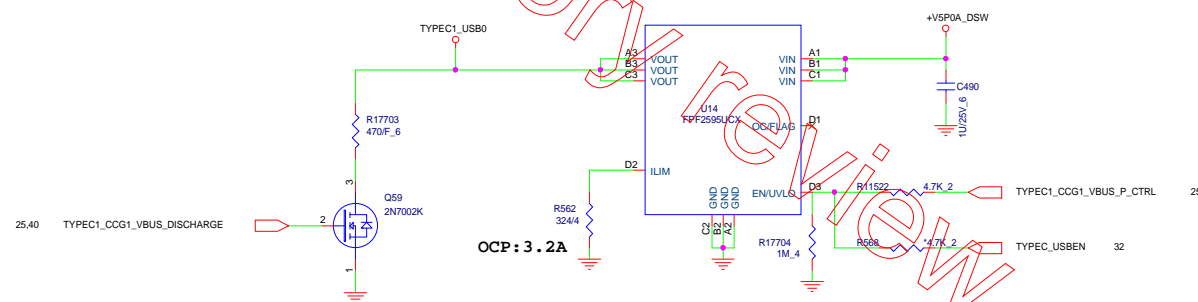 +V5P0A_DSW
TYPEC1_USB0
A3 VOUT
B3 VOUT
C3 VOUT
VIN A1
VIN B1
VIN C1
C490
1U/25V_6
R17703
470/F_6
U14
FPF2595UCX
OC/FLAG D1
D2 ILIM
EN/UVLO D3
GND GND GND
C2 B2 A2
R11522 4.7K_2
TYPEC1_CCG1_VBUS_P_CTRL 25
3
Q59
2N7002K
25,40 TYPEC1_CCG1_VBUS_DISCHARGE
2
1
R562
324/4
OCP:3.2A
R17704
1M_4
R568 *4.7K_2
TYPEC_USBEN 32
review